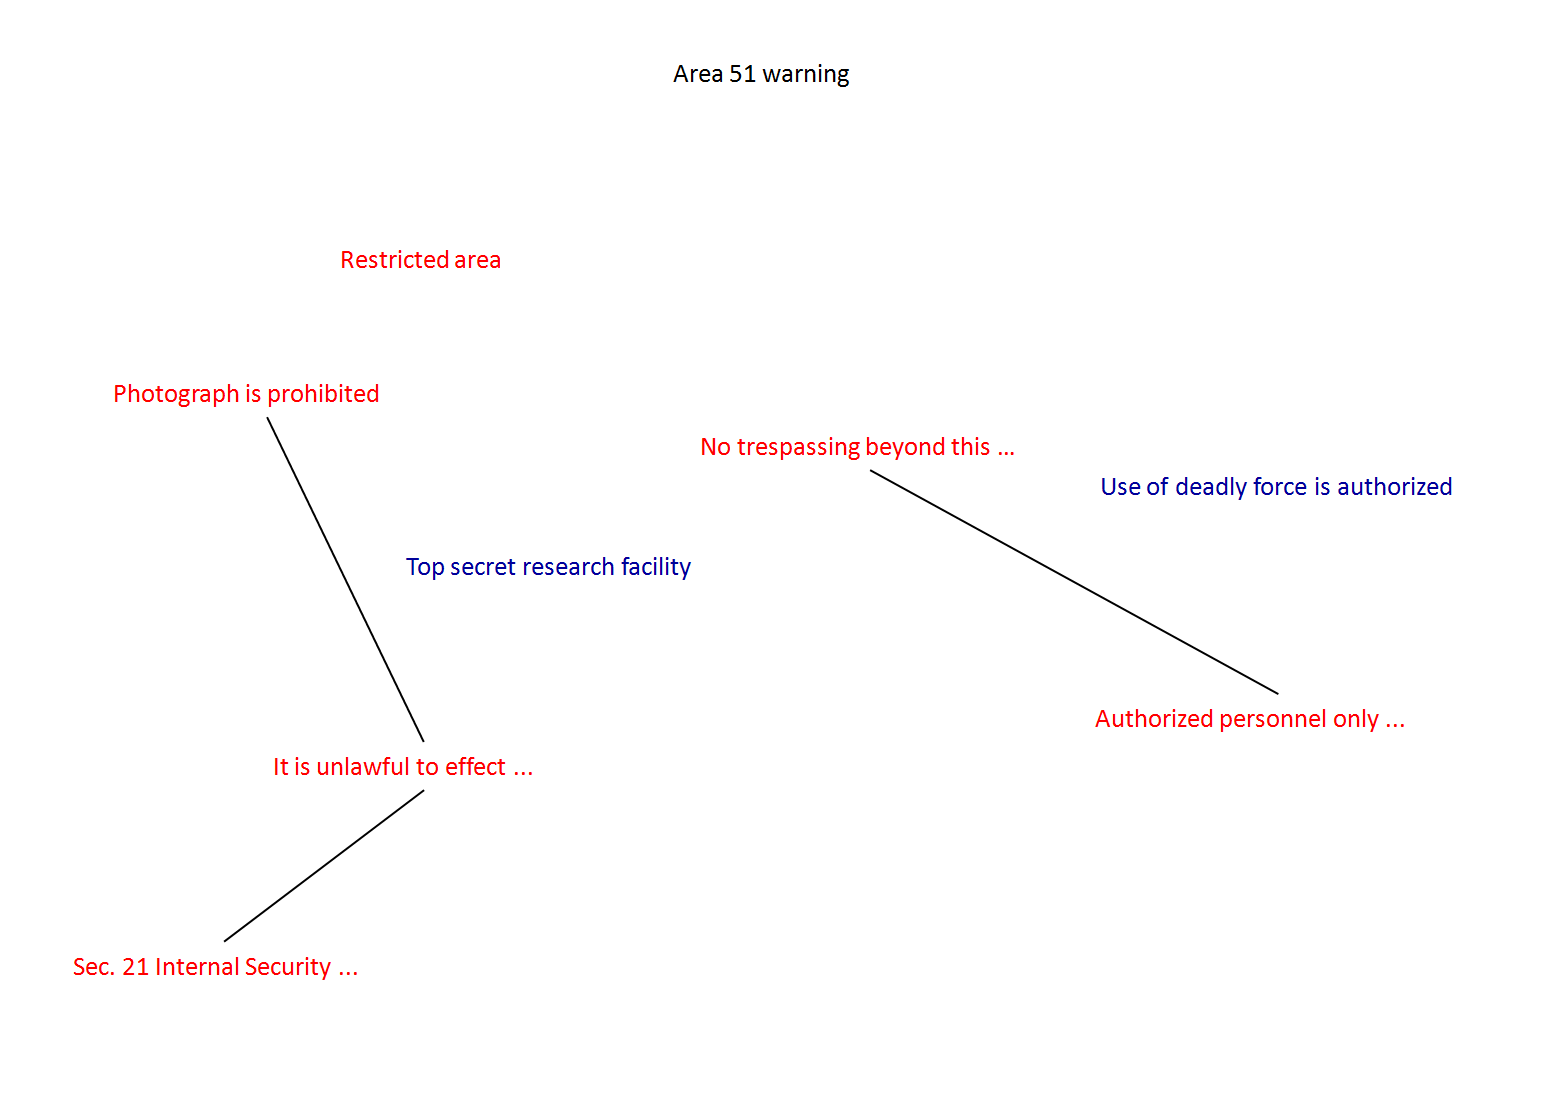 Area 51 warning
Restricted area
Photograph is prohibited
No trespassing beyond this ...
Use of deadly force is authorized
Top secret research facility
Authorized personnel only ...
It is unlawful to effect ...
Sec. 21 Internal Security ...